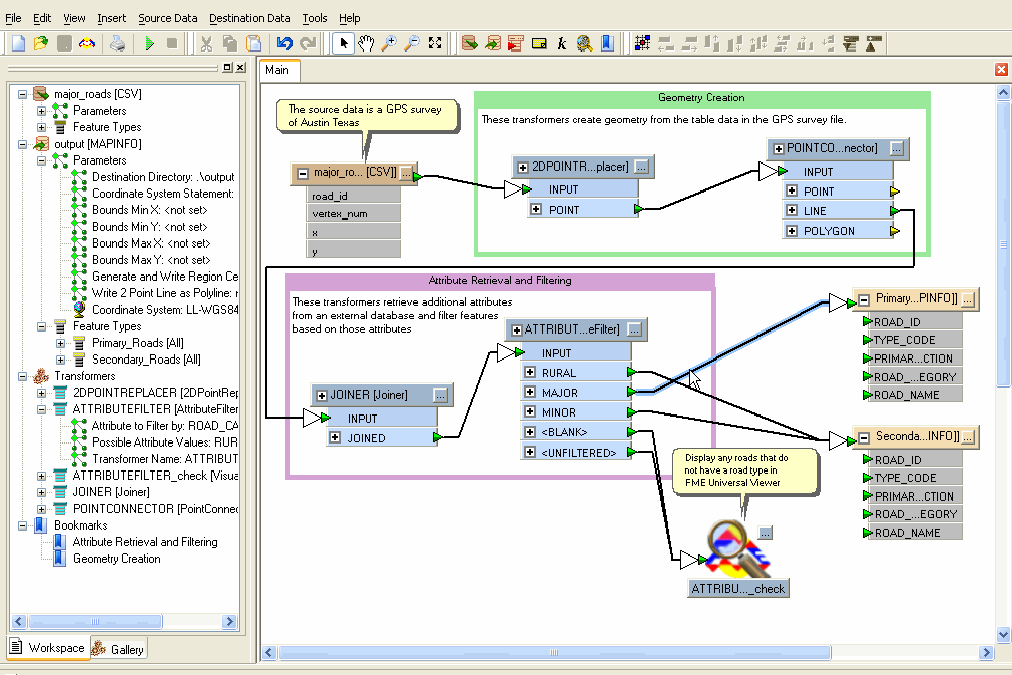 File Edit View Insert Source Data Destination Data Tools Help
k
major_roads [CSV]
Parameters
Feature Types
output [MAPINFO]
Parameters
Destination Directory: .\output
Coordinate System Statement:
Bounds Min X: <not set>
Bounds Min Y: <not set>
Bounds Max X: <not set>
Bounds Max Y: <not set>
Generate and Write Region Ce
Write 2 Point Line as Polyline: r
Coordinate System: LL-WGS84
Feature Types
Primary_Roads [All]
Secondary_Roads [All]
Transformers
2DPOINTREPLACER [2DPointRep
ATTRIBUTEFILTER [AttributeFilter
Attribute to Filter by: ROAD_CA
Possible Attribute Values: RUR
Transformer Name: ATTRIBUT
ATTRIBUTEFILTER_check [Visua
JOINER [Joiner]
POINTCONNECTOR [PointConnec
Bookmarks
Attribute Retrieval and Filtering
Geometry Creation
Workspace
Gallery
Main
The source data is a GPS survey
of Austin Texas
major_ro... [CSV]] ...
road_id
vertex_num
x
y
Geometry Creation
These transformers create geometry from the table data in the GPS survey file.
2DPOINTR...placer] ...
INPUT
POINT
POINTCO...nector] ...
INPUT
POINT
LINE
POLYGON
Attribute Retrieval and Filtering
These transformers retrieve additional attributes
from an external database and filter features
based on those attributes
JOINER [Joiner] ...
INPUT
JOINED
ATTRIBUT...eFilter] ...
INPUT
RURAL
MAJOR
MINOR
<BLANK>
<UNFILTERED>
Primary...PINFO]] ...
ROAD_ID
TYPE_CODE
PRIMAR...CTION
ROAD_...EGORY
ROAD_NAME
Seconda...INFO]] ...
ROAD_ID
TYPE_CODE
PRIMAR...CTION
ROAD_...EGORY
ROAD_NAME
Display any roads that do
not have a road type in
FME Universal Viewer
...
ATTRIBU..._check